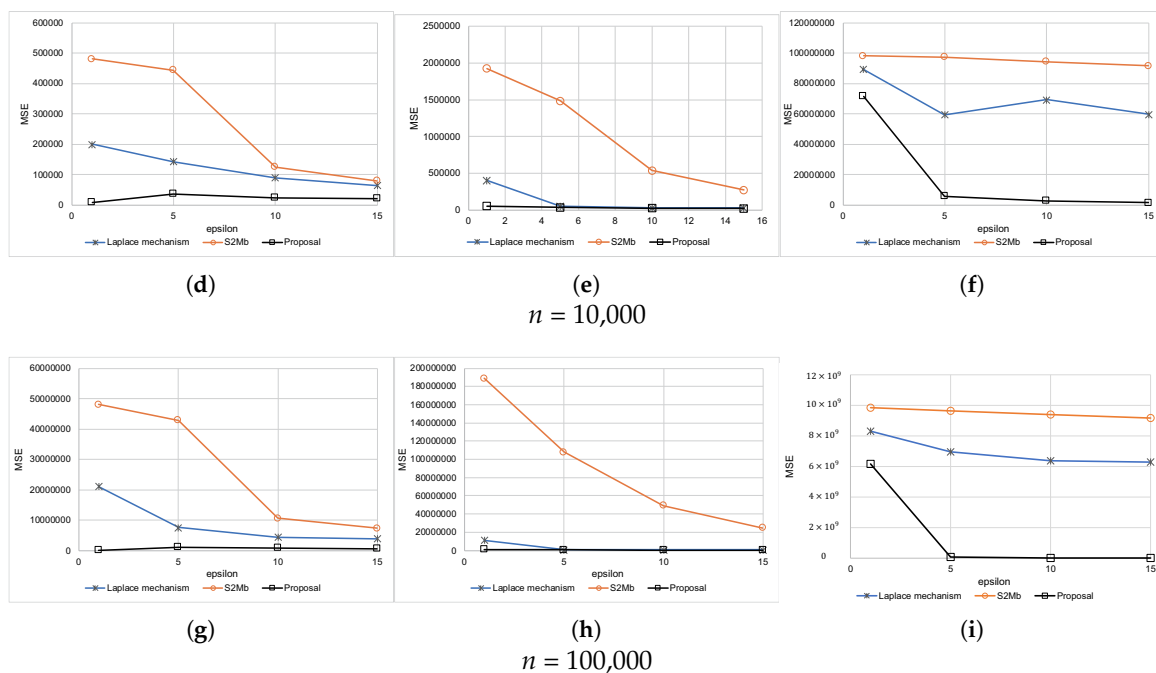 600000
500000
400000
300000
200000
100000
0
MSE
0 5 10 15
epsilon
Laplace mechanism S2Mb Proposal
(d)
2500000
2000000
1500000
1000000
500000
0
MSE
0 2 4 6 8 10 12 14 16
epsilon
Laplace mechanism S2Mb Proposal
(e)
120000000
100000000
80000000
60000000
40000000
20000000
0
MSE
0 5 10 15
epsilon
Laplace mechanism S2Mb Proposal
(f)
n = 10,000
60000000
50000000
40000000
30000000
20000000
10000000
0
MSE
0 5 10 15
epsilon
Laplace mechanism S2Mb Proposal
(g)
200000000
180000000
160000000
140000000
120000000
100000000
80000000
60000000
40000000
20000000
0
MSE
0 5 10 15
epsilon
Laplace mechanism S2Mb Proposal
(h)
12 × 10⁹
10 × 10⁹
8 × 10⁹
6 × 10⁹
4 × 10⁹
2 × 10⁹
0
MSE
0 5 10 15
epsilon
Laplace mechanism S2Mb Proposal
(i)
n = 100,000